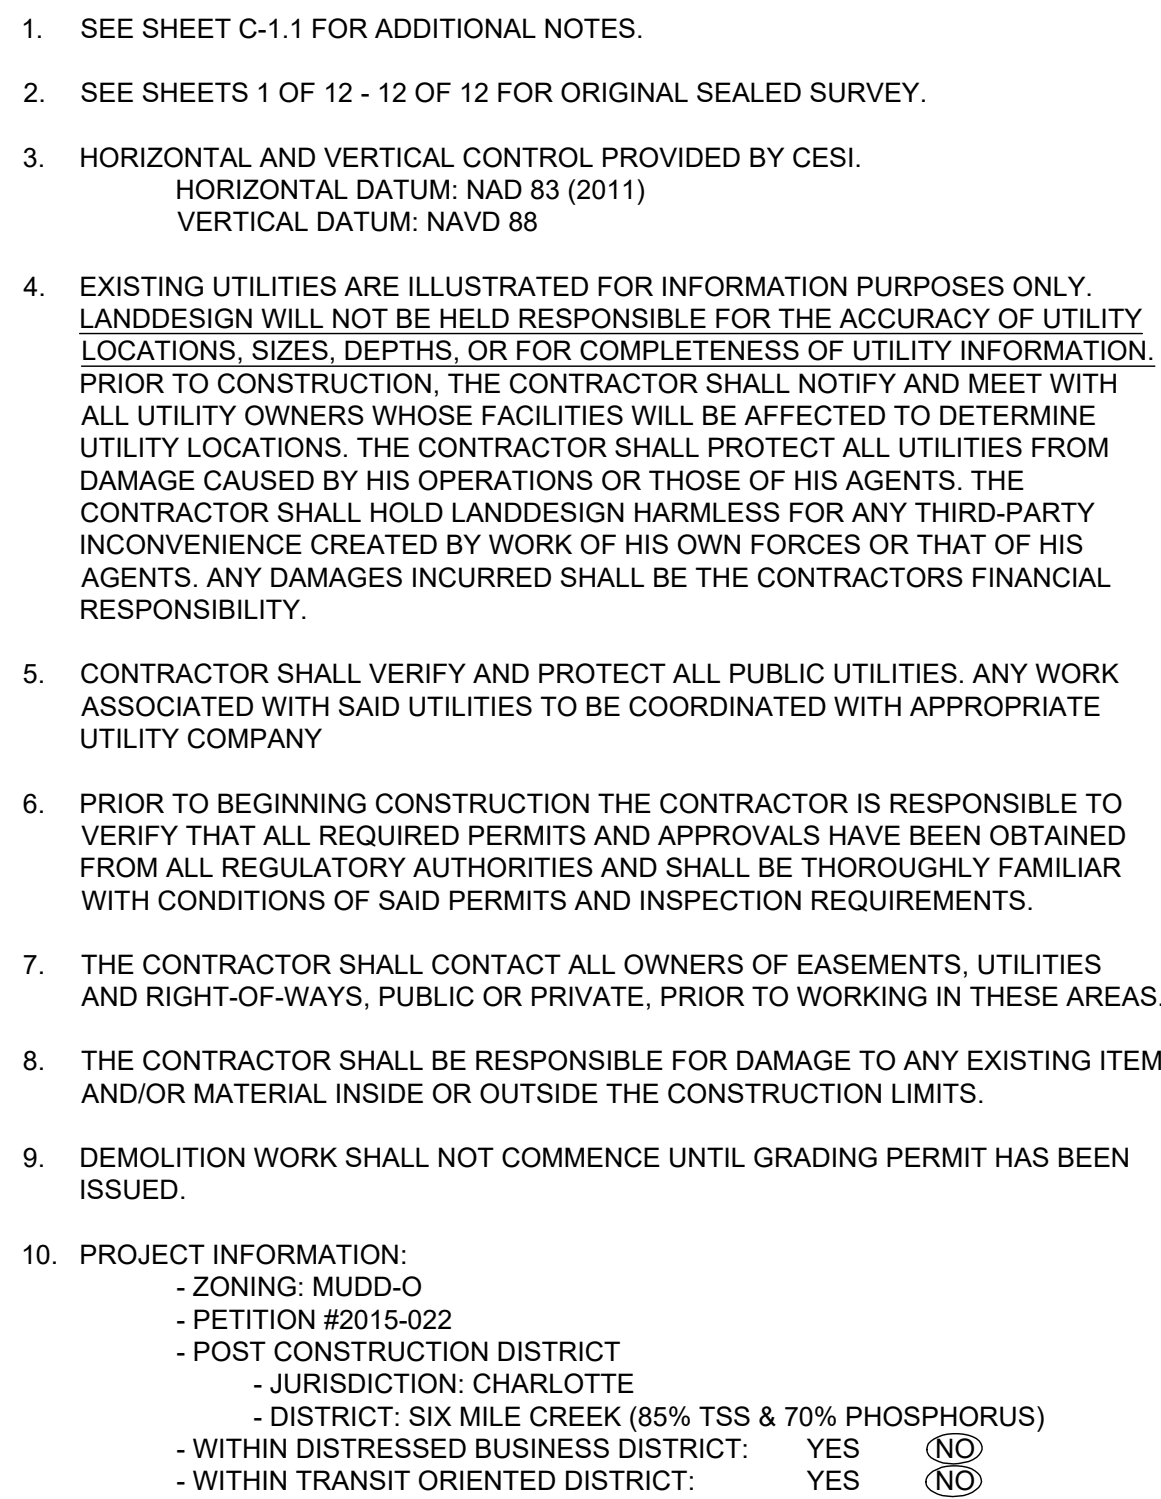 1. SEE SHEET C-1.1 FOR ADDITIONAL NOTES.
2. SEE SHEETS 1 OF 12 - 12 OF 12 FOR ORIGINAL SEALED SURVEY.
3. HORIZONTAL AND VERTICAL CONTROL PROVIDED BY CESI.
HORIZONTAL DATUM: NAD 83 (2011)
VERTICAL DATUM: NAVD 88
4. EXISTING UTILITIES ARE ILLUSTRATED FOR INFORMATION PURPOSES ONLY.
LANDDESIGN WILL NOT BE HELD RESPONSIBLE FOR THE ACCURACY OF UTILITY
LOCATIONS, SIZES, DEPTHS, OR FOR COMPLETENESS OF UTILITY INFORMATION.
PRIOR TO CONSTRUCTION, THE CONTRACTOR SHALL NOTIFY AND MEET WITH
ALL UTILITY OWNERS WHOSE FACILITIES WILL BE AFFECTED TO DETERMINE
UTILITY LOCATIONS. THE CONTRACTOR SHALL PROTECT ALL UTILITIES FROM
DAMAGE CAUSED BY HIS OPERATIONS OR THOSE OF HIS AGENTS. THE
CONTRACTOR SHALL HOLD LANDDESIGN HARMLESS FOR ANY THIRD-PARTY
INCONVENIENCE CREATED BY WORK OF HIS OWN FORCES OR THAT OF HIS
AGENTS. ANY DAMAGES INCURRED SHALL BE THE CONTRACTORS FINANCIAL
RESPONSIBILITY.
5. CONTRACTOR SHALL VERIFY AND PROTECT ALL PUBLIC UTILITIES. ANY WORK
ASSOCIATED WITH SAID UTILITIES TO BE COORDINATED WITH APPROPRIATE
UTILITY COMPANY
6. PRIOR TO BEGINNING CONSTRUCTION THE CONTRACTOR IS RESPONSIBLE TO
VERIFY THAT ALL REQUIRED PERMITS AND APPROVALS HAVE BEEN OBTAINED
FROM ALL REGULATORY AUTHORITIES AND SHALL BE THOROUGHLY FAMILIAR
WITH CONDITIONS OF SAID PERMITS AND INSPECTION REQUIREMENTS.
7. THE CONTRACTOR SHALL CONTACT ALL OWNERS OF EASEMENTS, UTILITIES
AND RIGHT-OF-WAYS, PUBLIC OR PRIVATE, PRIOR TO WORKING IN THESE AREAS.
8. THE CONTRACTOR SHALL BE RESPONSIBLE FOR DAMAGE TO ANY EXISTING ITEM
AND/OR MATERIAL INSIDE OR OUTSIDE THE CONSTRUCTION LIMITS.
9. DEMOLITION WORK SHALL NOT COMMENCE UNTIL GRADING PERMIT HAS BEEN
ISSUED.
10. PROJECT INFORMATION:
- ZONING: MUDD-O
- PETITION #2015-022
- POST CONSTRUCTION DISTRICT
- JURISDICTION: CHARLOTTE
- DISTRICT: SIX MILE CREEK (85% TSS & 70% PHOSPHORUS)
- WITHIN DISTRESSED BUSINESS DISTRICT: YES NO
- WITHIN TRANSIT ORIENTED DISTRICT: YES NO